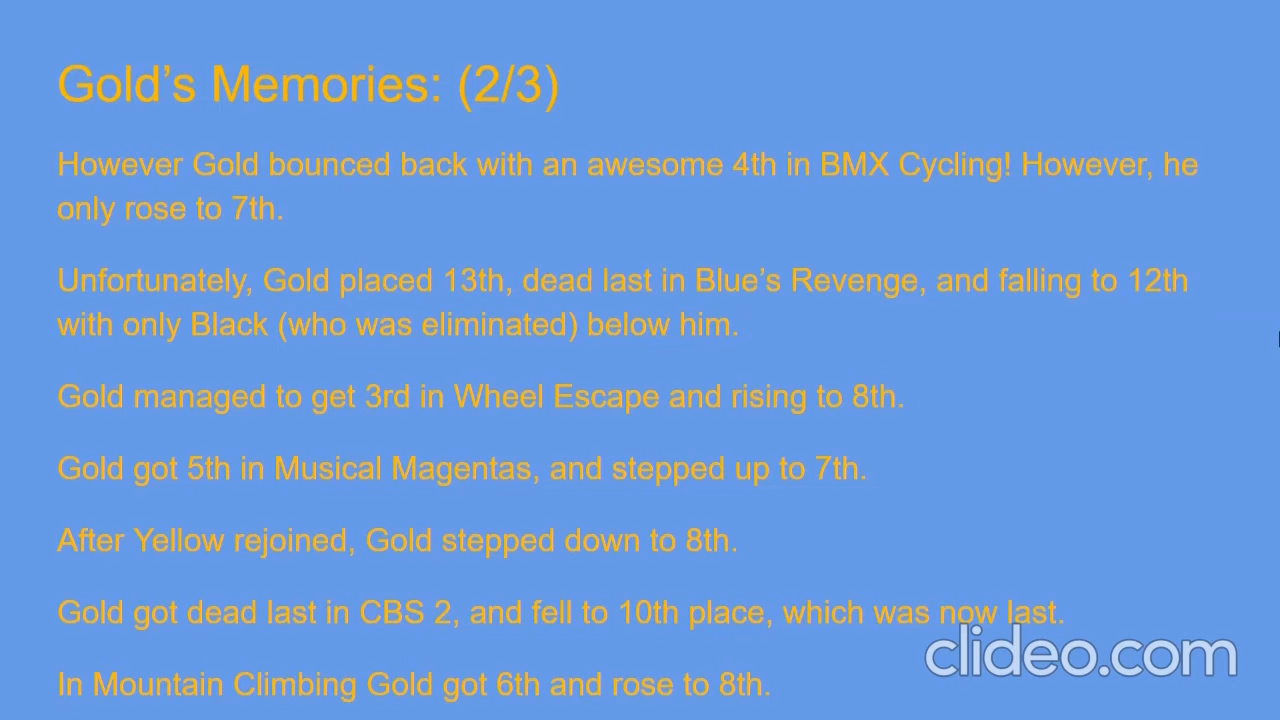 Gold’s Memories: (2/3)
However Gold bounced back with an awesome 4th in BMX Cycling! However, he
only rose to 7th.
Unfortunately, Gold placed 13th, dead last in Blue’s Revenge, and falling to 12th
with only Black (who was eliminated) below him.
Gold managed to get 3rd in Wheel Escape and rising to 8th.
Gold got 5th in Musical Magentas, and stepped up to 7th.
After Yellow rejoined, Gold stepped down to 8th.
Gold got dead last in CBS 2, and fell to 10th place, which was now last.
clideo.com
In Mountain Climbing Gold got 6th and rose to 8th.